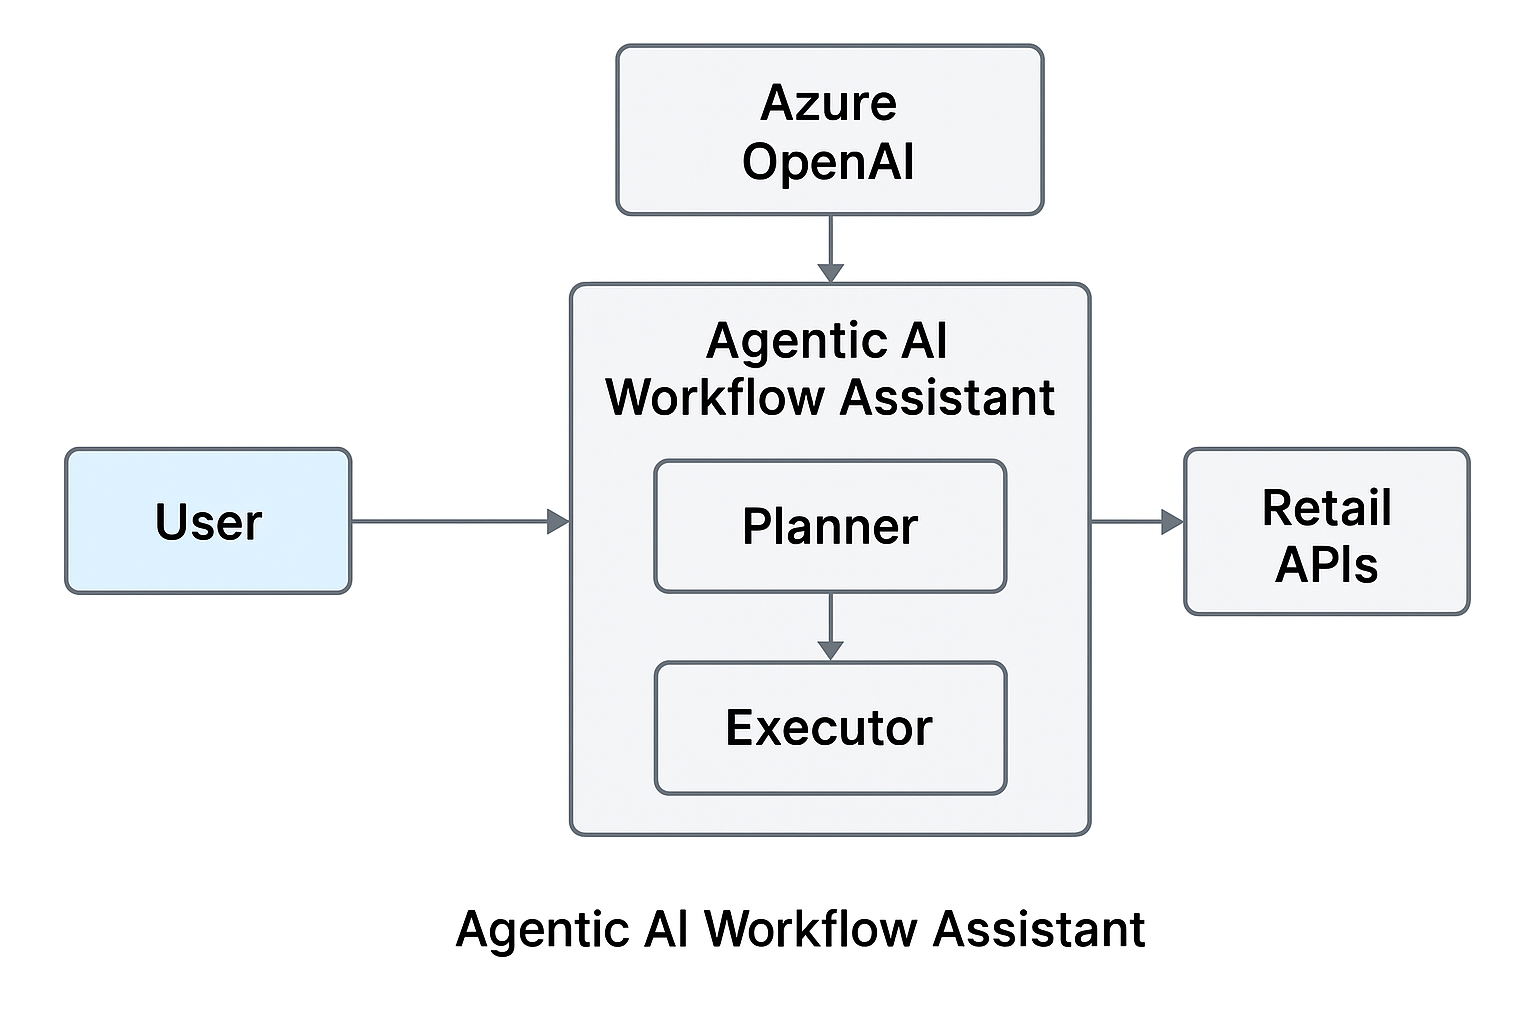 Azure
OpenAI
Agentic AI
Workflow Assistant
User
Planner
Retail
APIs
Executor
Agentic AI Workflow Assistant